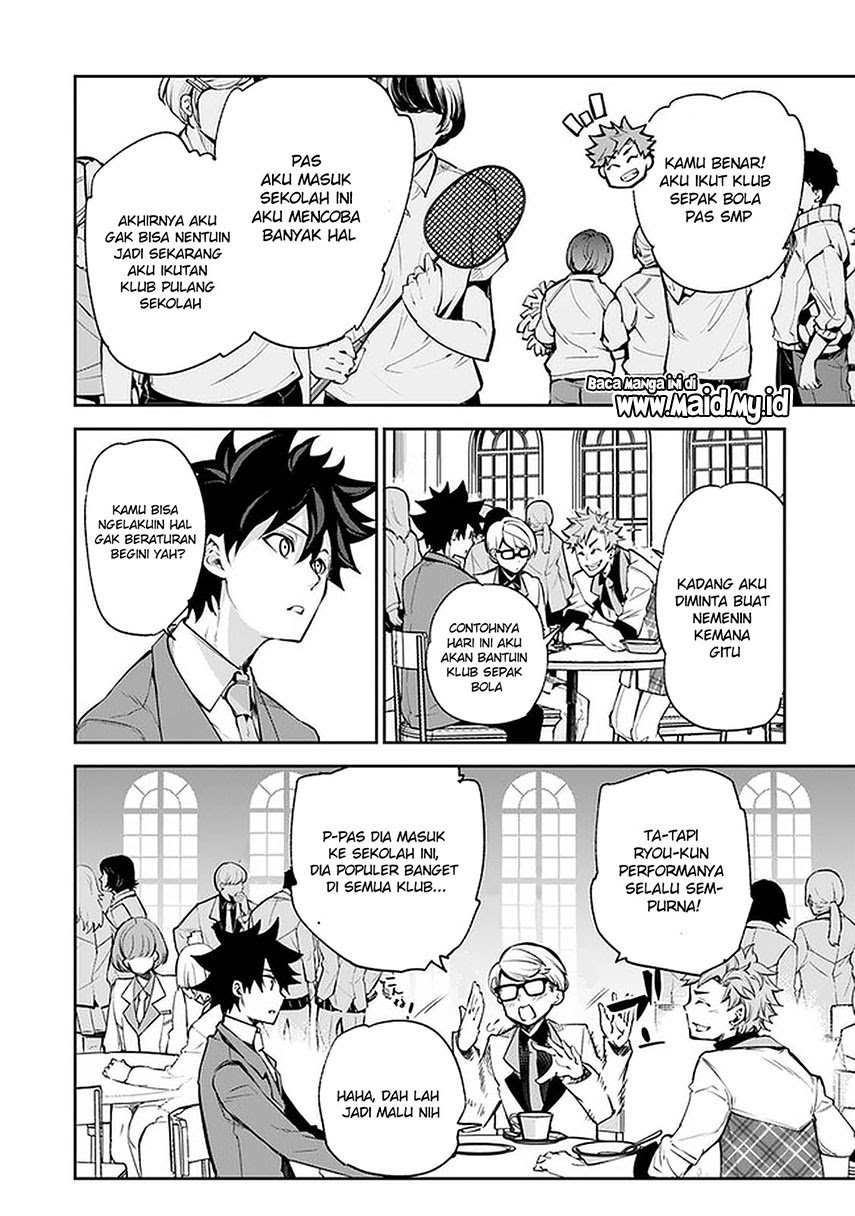 KAMU BENAR!
AKU IKUT KLUB
SEPAK BOLA
PAS SMP
PAS
AKU MASUK
SEKOLAH INI
AKU MENCOBA
BANYAK HAL
AKHIRNYA AKU
GAK BISA NENTUIN
JADI SEKARANG
AKU IKUTAN
KLUB PULANG
SEKOLAH
Baca Manga ini di
www.Maid.My.id
KADANG AKU
DIMINTA BUAT
NEMENIN
KEMANA
GITU
CONTOHNYA
HARI INI AKU
AKAN BANTUIN
KLUB SEPAK
BOLA
KAMU BISA
NGELAKUIN HAL
GAK BERATURAN
BEGINI YAH?
TA-TAPI
RYOU-KUN
PERFORMANYA
SELALU SEM-
PURNA!
P-PAS DIA MASUK
KE SEKOLAH INI,
DIA POPULER BANGET
DI SEMUA KLUB...
HAHA, DAH LAH
JADI MALU NIH